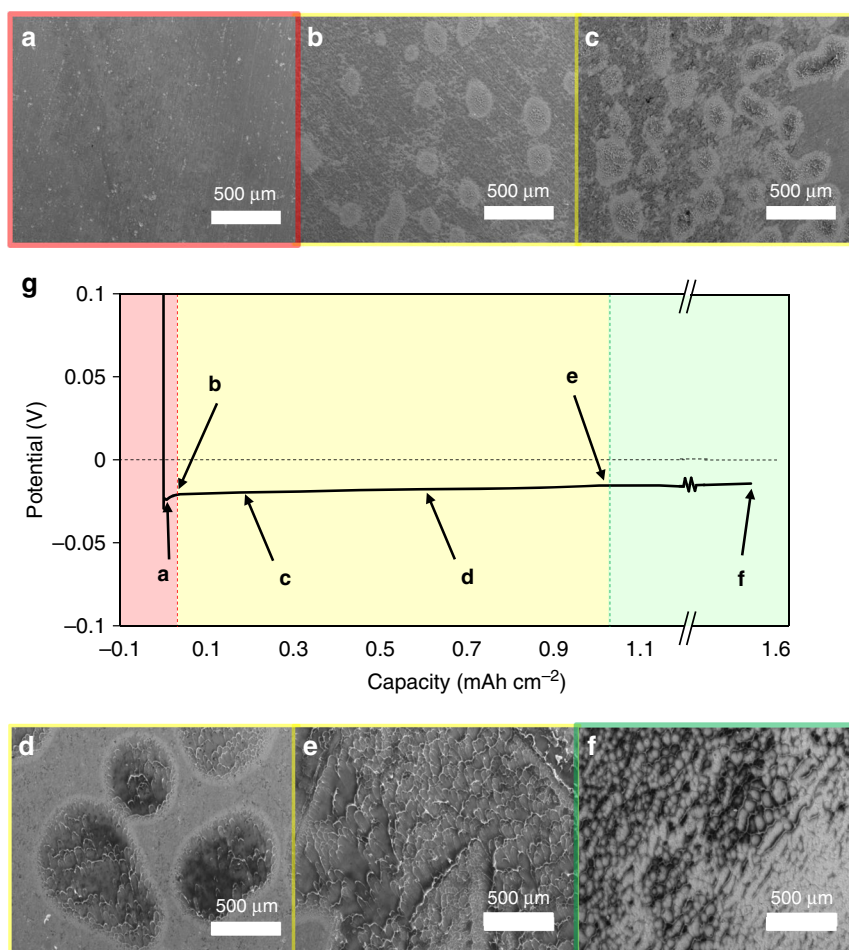 a
b
c
500 μm
500 μm
500 μm
g
0.1
0.05
0
−0.05
−0.1
Potential (V)
b
e
a
c
d
f
−0.1
0.1
0.3
0.5
0.7
0.9
1.1
1.6
Capacity (mAh cm⁻²)
d
e
f
500 μm
500 μm
500 μm